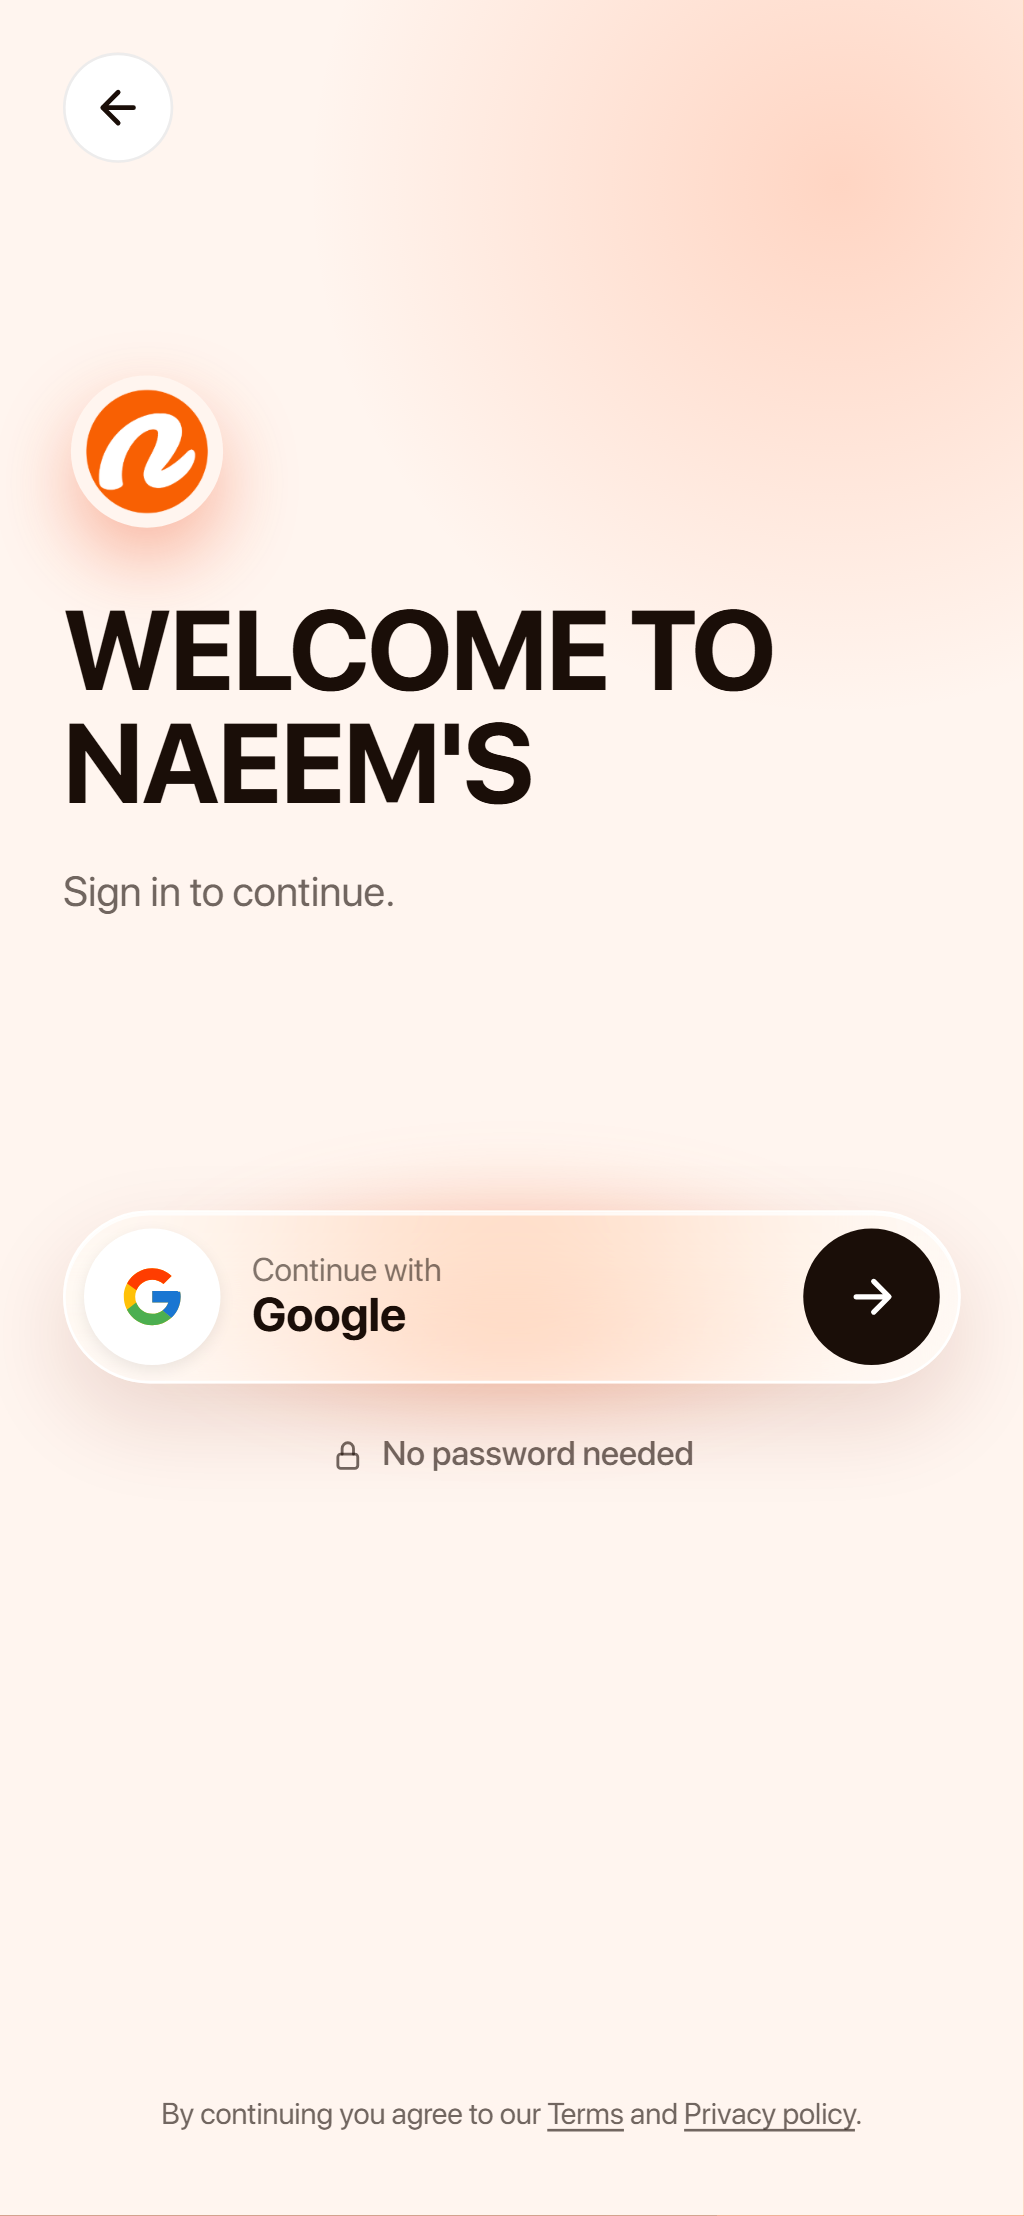 WELCOME TO
NAEEM'S
Sign in to continue.
Continue with
Google
No password needed
By continuing you agree to our Terms and Privacy policy.